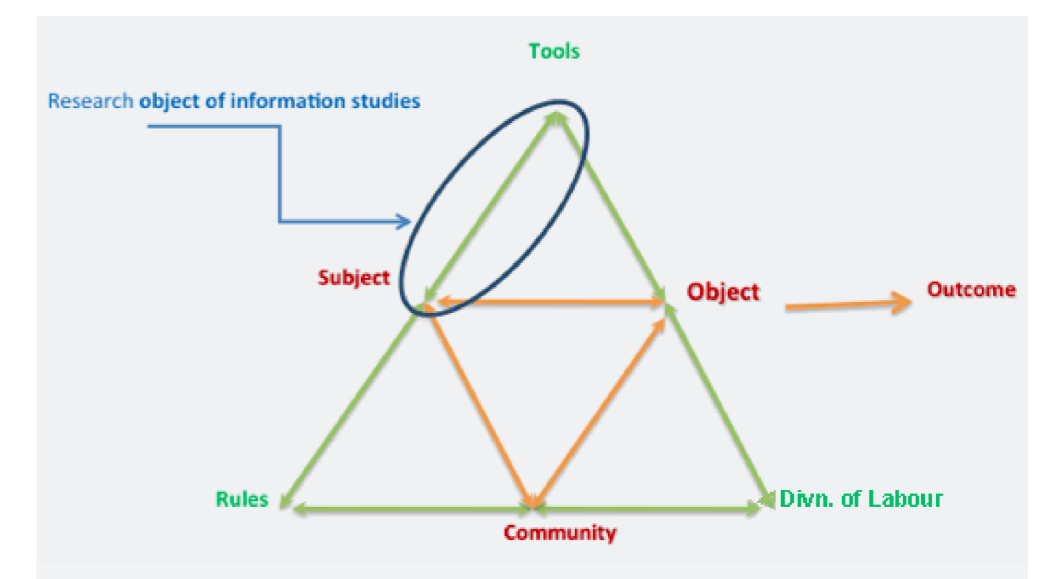 Tools
Research object of information studies
Subject
Object
Outcome
Rules
Divn. of Labour
Community